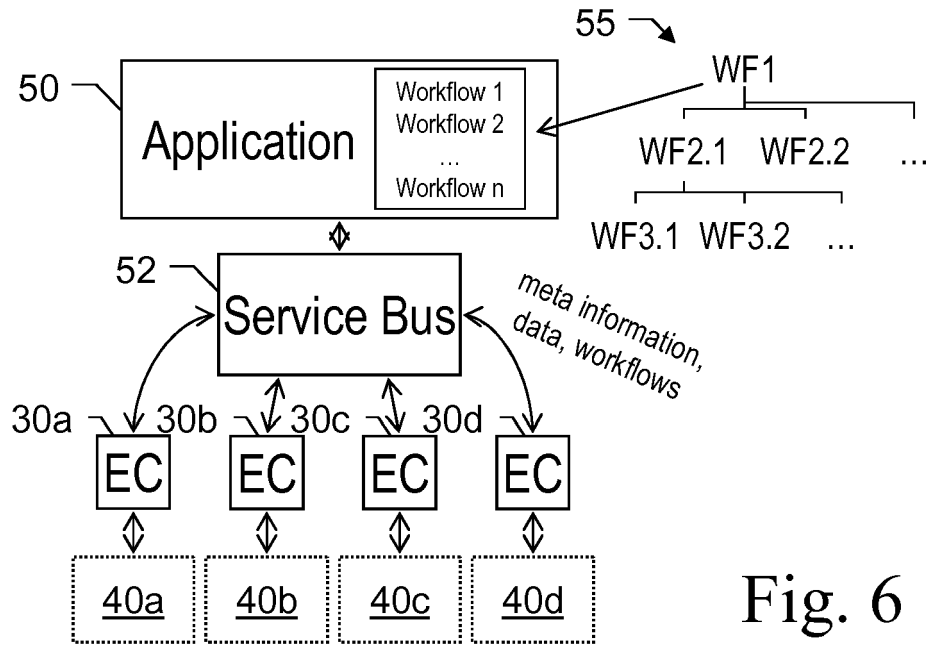 55
50
WF1
Application
Workflow 1
Workflow 2
...
Workflow n
WF2.1 WF2.2 ...
WF3.1 WF3.2 ...
52
Service Bus
meta information,
data, workflows
30a 30b 30c 30d
EC EC EC EC
40a 40b 40c 40d
Fig. 6